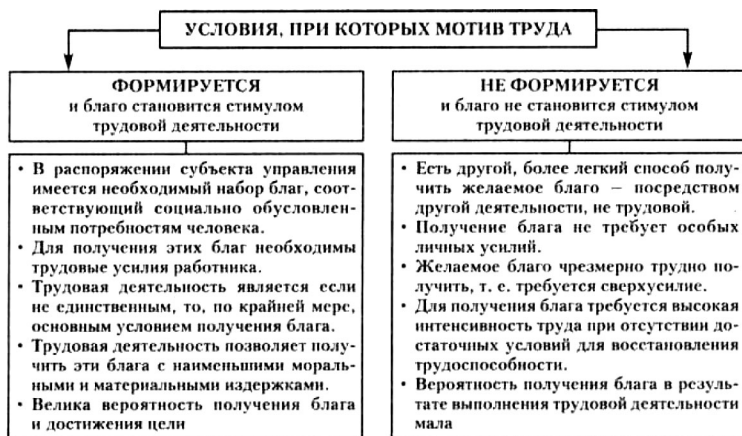 УСЛОВИЯ, ПРИ КОТОРЫХ МОТИВ ТРУДА
ФОРМИРУЕТСЯ
и благо становится стимулом
трудовой деятельности
• В распоряжении субъекта управления
имеется необходимый набор благ, соот-
ветствующий социально обусловлен-
ным потребностям человека.
• Для получения этих благ необходимы
трудовые усилия работника.
• Трудовая деятельность является если
не единственным, то, по крайней мере,
основным условием получения блага.
• Трудовая деятельность позволяет полу-
чить эти блага с наименьшими мораль-
ными и материальными издержками.
• Велика вероятность получения блага
и достижения цели
НЕ ФОРМИРУЕТСЯ
и благо не становится стимулом
трудовой деятельности
• Есть другой, более легкий способ полу-
чить желаемое благо – посредством
другой деятельности, не трудовой.
• Получение блага не требует особых
личных усилий.
• Желаемое благо чрезмерно трудно по-
лучить, т. е. требуется сверхусилие.
• Для получения блага требуется высокая
интенсивность труда при отсутствии до-
статочных условий для восстановления
трудоспособности.
• Вероятность получения блага в резуль-
тате выполнения трудовой деятельности
мала